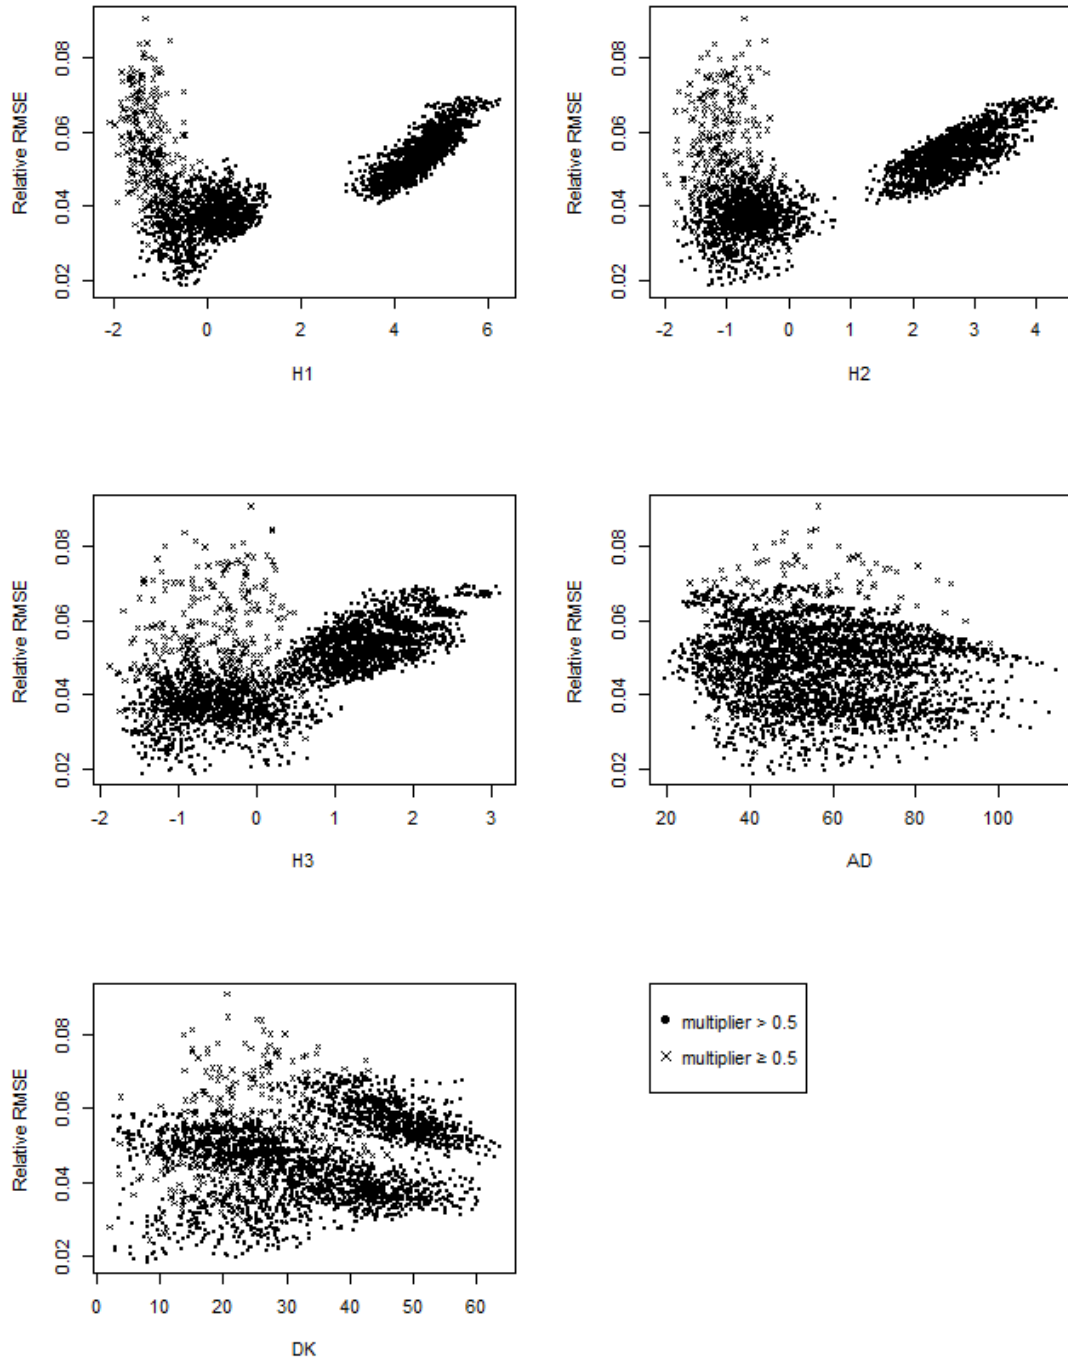 Relative RMSE
0.02 0.04 0.06 0.08
-2 0 2 4 6
H1
Relative RMSE
0.02 0.04 0.06 0.08
-2 -1 0 1 2 3 4
H2
Relative RMSE
0.02 0.04 0.06 0.08
-2 -1 0 1 2 3
H3
Relative RMSE
0.02 0.04 0.06 0.08
20 40 60 80 100
AD
Relative RMSE
0.02 0.04 0.06 0.08
0 10 20 30 40 50 60
DK
multiplier > 0.5
multiplier ≥ 0.5